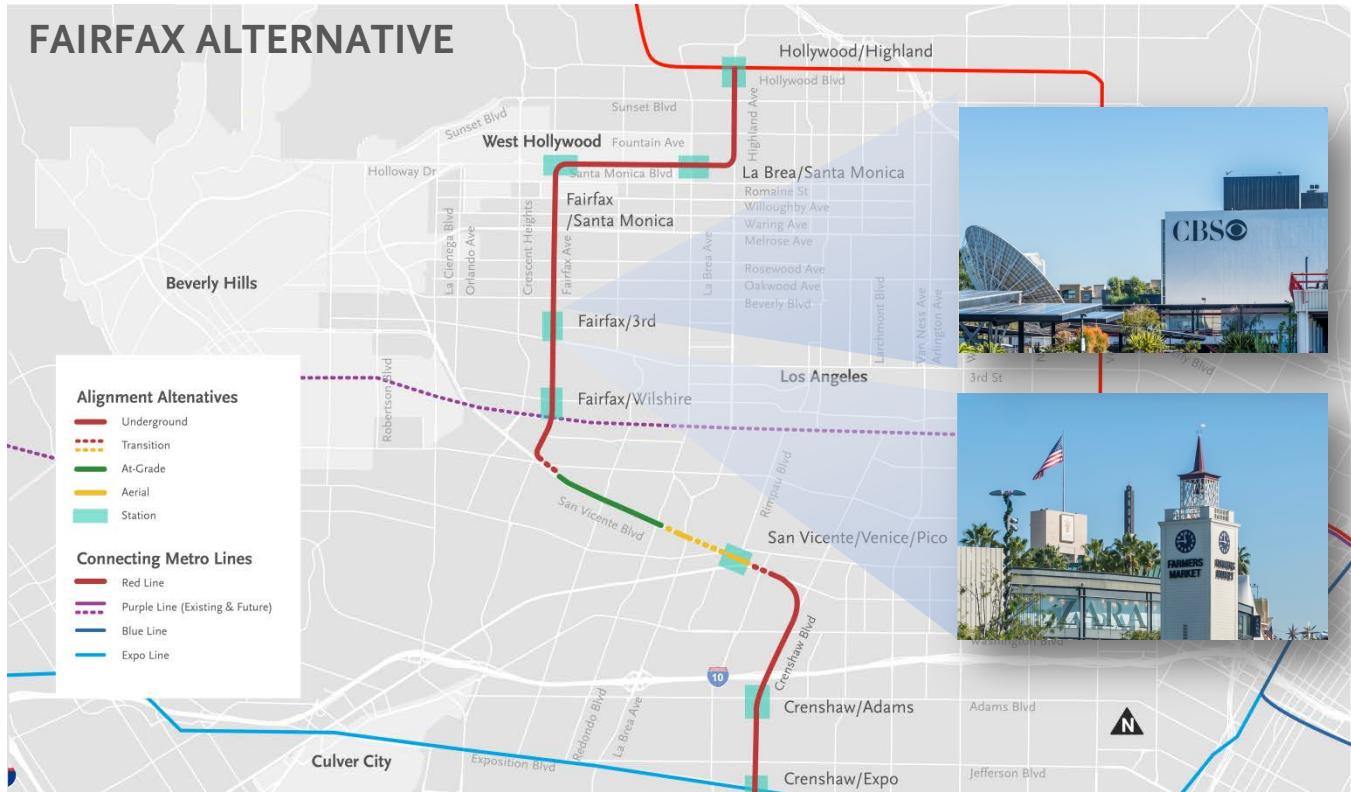 FAIRFAX ALTERNATIVE
Hollywood/Highland
Hollywood Blvd
Sunset Blvd
Sunset Blvd
Highland Ave
West Hollywood
Fountain Ave
Holloway Dr
Santa Monica Blvd
La Brea/Santa Monica
Fairfax
/Santa Monica
Romaine St
Willoughby Ave
Waring Ave
Melrose Ave
La Cienega Blvd
Orlando Ave
Crescent Heights
Fairfax Ave
La Brea Ave
Rosewood Ave
Oakwood Ave
Beverly Blvd
Larchmont Blvd
Van Ness Ave
Arlington Ave
CBS
Beverly Hills
Fairfax/3rd
Robertson Blvd
Los Angeles
3rd St
Fairfax/Wilshire
Alignment Altenatives
Underground
Transition
At-Grade
Aerial
Station
Connecting Metro Lines
Red Line
Purple Line (Existing & Future)
Blue Line
Expo Line
Rimpau Blvd
San Vicente Blvd
San Vicente/Venice/Pico
FARMERS
MARKET
FARMERS
MARKET
ZARA
Washington Blvd
Crenshaw Blvd
10
Crenshaw/Adams
Adams Blvd
N
Redondo Blvd
La Brea Ave
Culver City
Exposition Blvd
Crenshaw/Expo
Jefferson Blvd